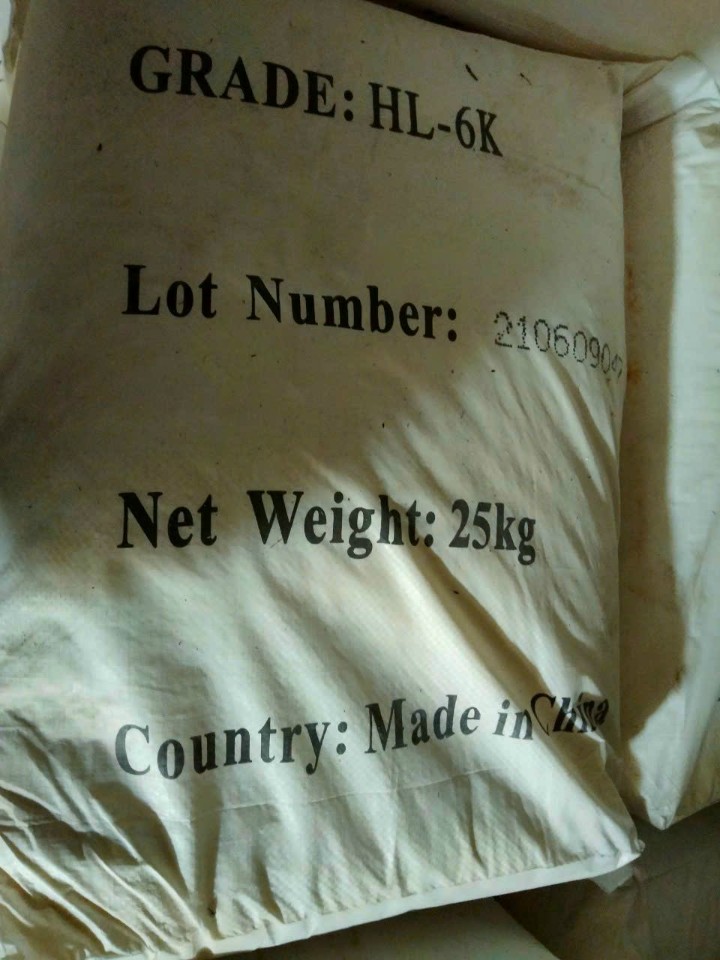 GRADE: HL-6K
Lot Number: 2106090
Net Weight: 25kg
Country: Made in China